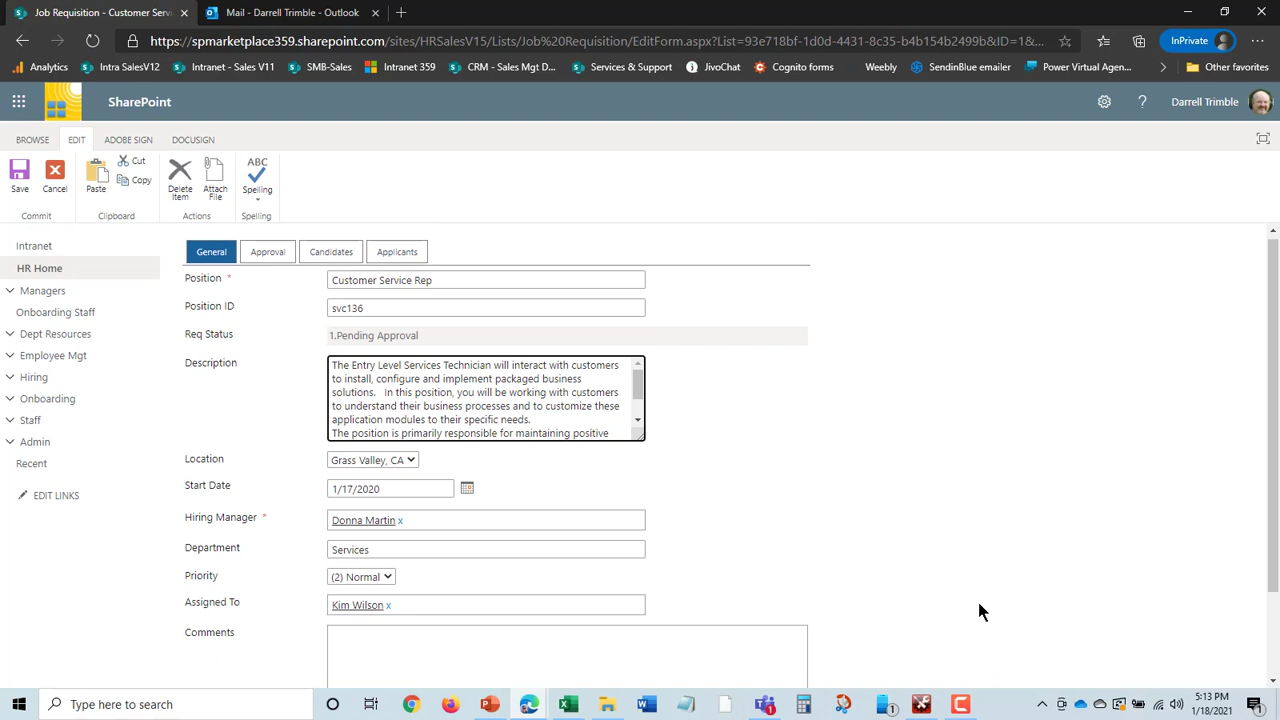 Job Requisition - Customer Servi
Mail - Darrell Trimble - Outlook
https://spmarketplace359.sharepoint.com/sites/HRSalesV15/Lists/Job%20Requisition/EditForm.aspx?List=93e718bf-1d0d-4431-8c35-b4b154b2499b&ID=1&...
InPrivate
Analytics
Intra SalesV12
Intranet - Sales V11
SMB-Sales
Intranet 359
CRM - Sales Mgt D...
Services & Support
JivoChat
Cognito forms
Weebly
SendinBlue emailer
Power Virtual Agen...
Other favorites
SharePoint
Darrell Trimble
BROWSE
EDIT
ADOBE SIGN
DOCUSIGN
Save
Cancel
Paste
Cut
Copy
Delete Item
Attach File
ABC
Spelling
Commit
Clipboard
Actions
Spelling
Intranet
HR Home
Managers
Onboarding Staff
Dept Resources
Employee Mgt
Hiring
Onboarding
Staff
Admin
Recent
EDIT LINKS
General
Approval
Candidates
Applicants
Position *
Customer Service Rep
Position ID
svc136
Req Status
1.Pending Approval
Description
The Entry Level Services Technician will interact with customers
to install, configure and implement packaged business
solutions. In this position, you will be working with customers
to understand their business processes and to customize these
application modules to their specific needs.
The position is primarily responsible for maintaining positive
Location
Grass Valley, CA
Start Date
1/17/2020
Hiring Manager *
Donna Martin x
Department
Services
Priority
(2) Normal
Assigned To
Kim Wilson x
Comments
Type here to search
5:13 PM
1/18/2021